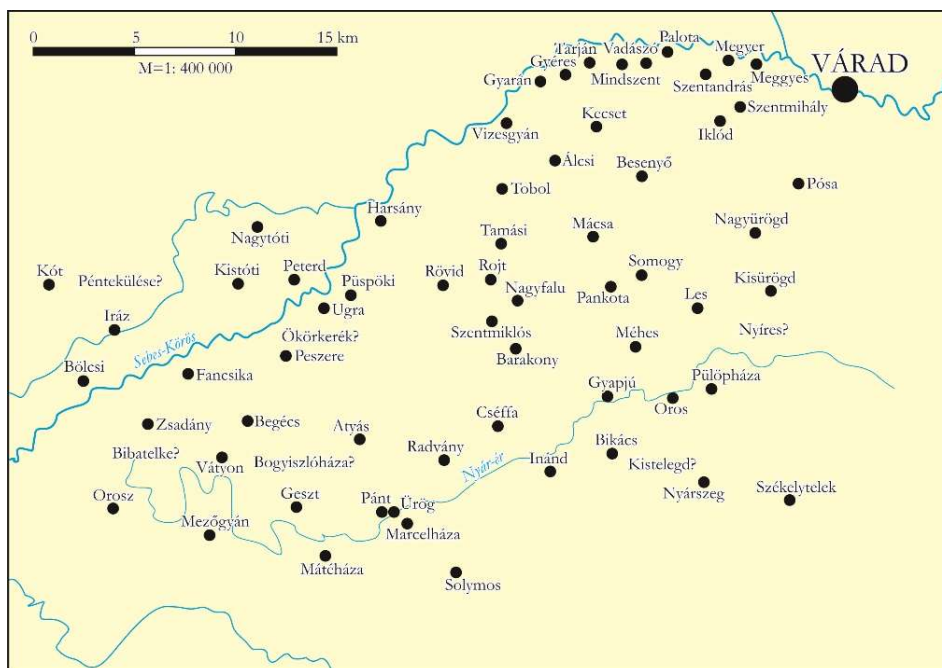 0 5 10 15 km
M=1: 400 000
Palota
Tarján Vadászó
Megyer
Gyéres
VÁRAD
Gyarán
Mindszent
Szentandrás
Meggyes
Szentmihály
Vizesgyán
Kecset
Iklód
Álcsi
Besenyő
Tobol
Pósa
Harsány
Nagytóti
Tamási
Mácsa
Nagyürögd
Kót
Péntekülése?
Kistóti
Peterd
Püspöki
Rövid
Rojt
Somogy
Kisürögd
Nagyfalu
Pankota
Les
Ugra
Iráz
Sebes-Körös
Ökörkerék?
Szentmiklós
Méhes
Nyíres?
Peszere
Barakony
Bölcsi
Fancsika
Gyapjú
Pülöpháza
Oros
Zsadány
Begécs
Atyás
Cséffa
Bibatelke?
Vátyon
Bogyiszlóháza?
Radvány
Nyár-ér
Inánd
Bikács
Kistelegd?
Orosz
Geszt
Pánt
Ürög
Nyárszeg
Székelytelek
Mezőgyán
Marcelháza
Mátéháza
Solymos